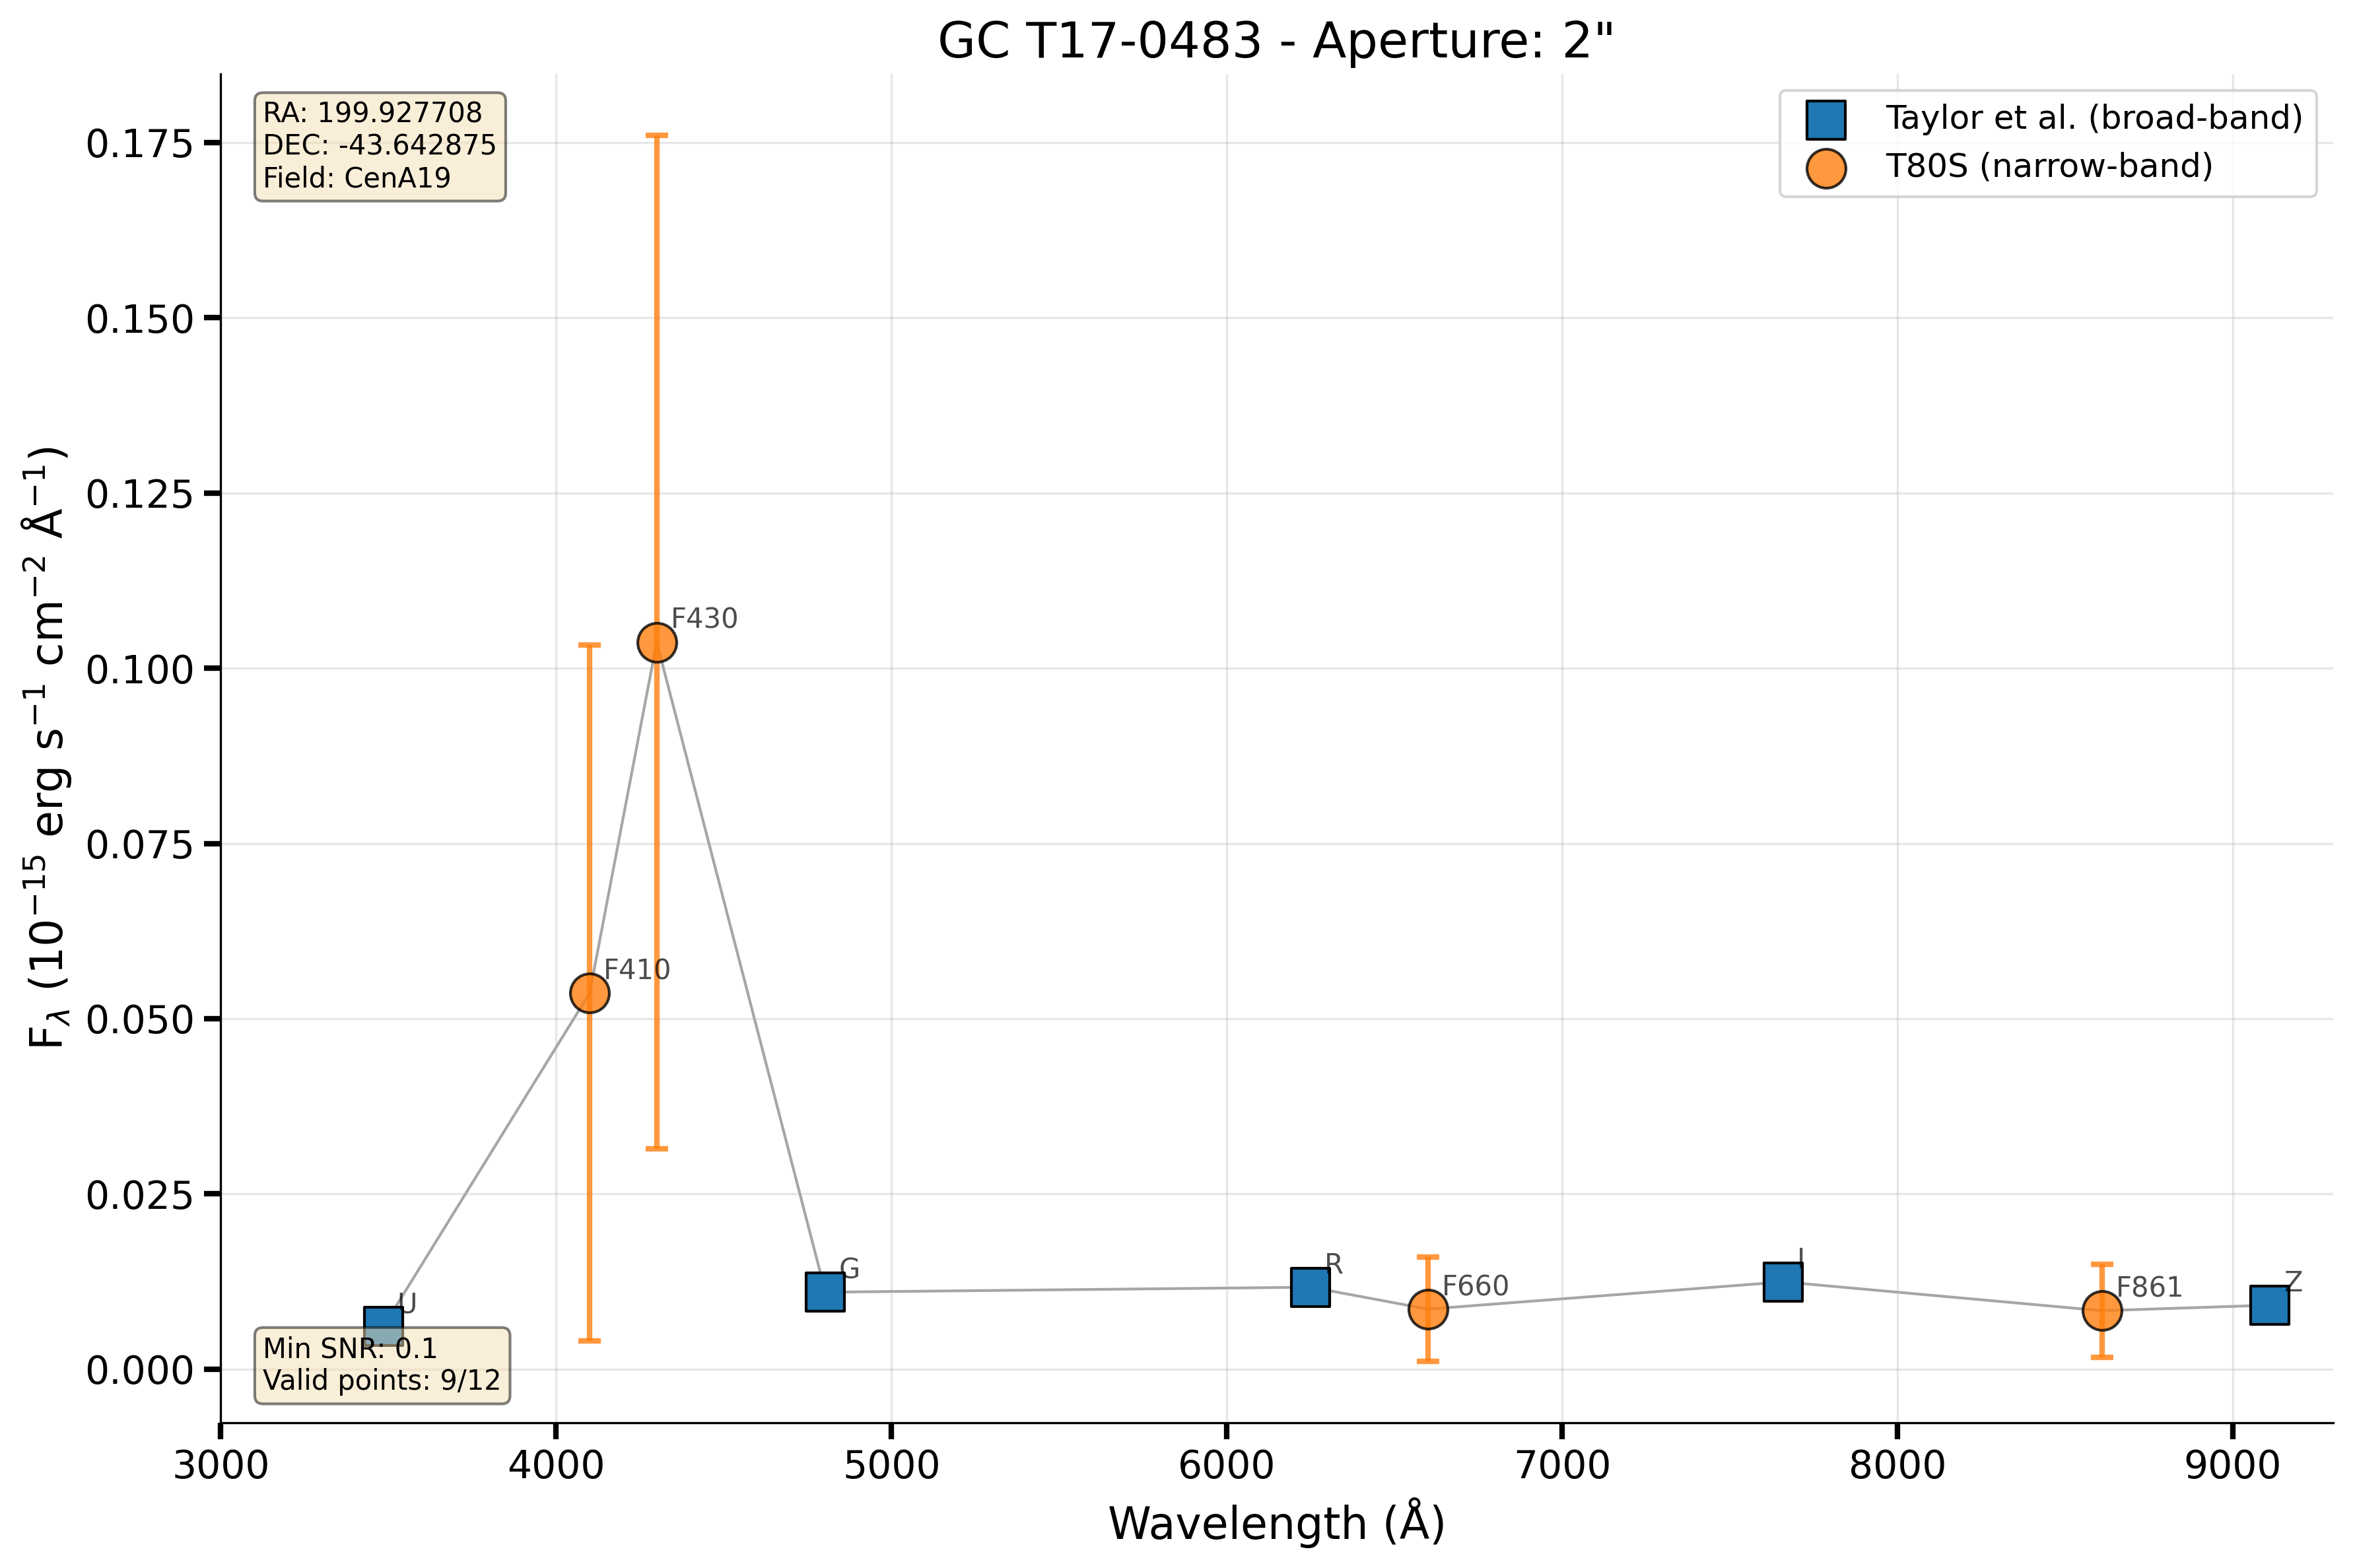 GC T17-0483 - Aperture: 2"
RA: 199.927708
DEC: -43.642875
Field: CenA19
Taylor et al. (broad-band)
T80S (narrow-band)
F_λ (10⁻¹⁵ erg s⁻¹ cm⁻² Å⁻¹)
0.175
0.150
0.125
0.100
0.075
0.050
0.025
0.000
F430
F410
U
G
R
F660
I
F861
Z
Min SNR: 0.1
Valid points: 9/12
3000 4000 5000 6000 7000 8000 9000
Wavelength (Å)